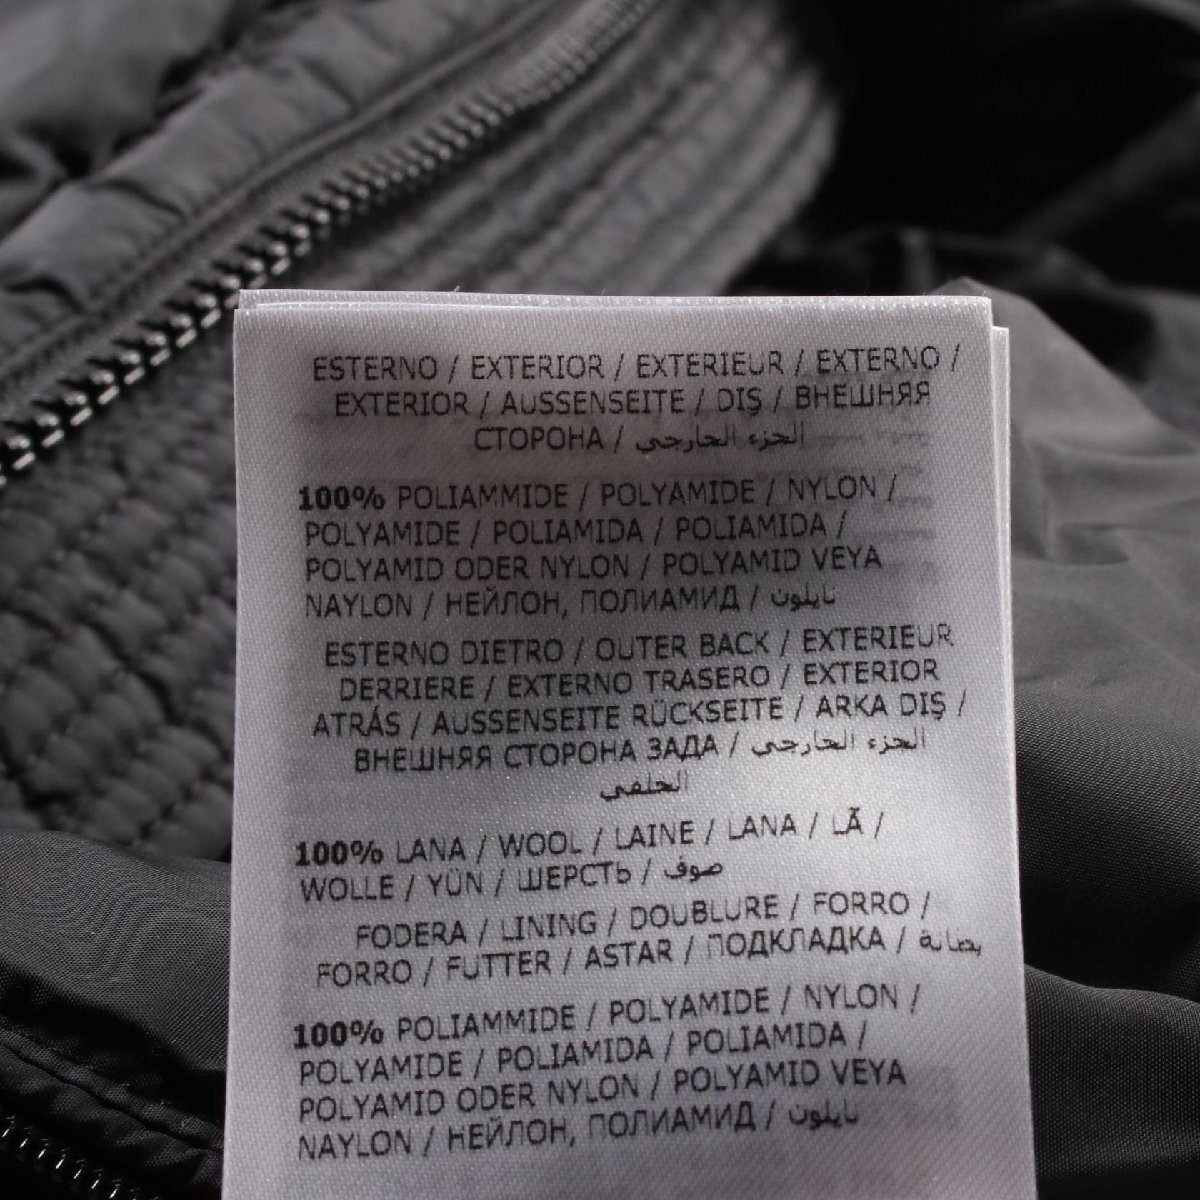 ESTERNO / EXTERIOR / EXTERIEUR / EXTERNO /
EXTERIOR / AUSSENSEITE / DIŞ / ВНЕШНЯЯ
СТОРОНА / الجزء الخارجي
100% POLIAMMIDE / POLYAMIDE / NYLON /
POLYAMIDE / POLIAMIDA / POLIAMIDA /
POLYAMID ODER NYLON / POLYAMID VEYA
NAYLON / НЕЙЛОН, ПОЛИАМИД / نايلون
ESTERNO DIETRO / OUTER BACK / EXTERIEUR
DERRIERE / EXTERNO TRASERO / EXTERIOR
ATRÁS / AUSSENSEITE RÜCKSEITE / ARKA DIŞ /
ВНЕШНЯЯ СТОРОНА ЗАДА / الجزء الخارجي
الخلفي
100% LANA / WOOL / LAINE / LANA / LÃ /
WOLLE / YÜN / ШЕРСТЬ / صوف
FODERA / LINING / DOUBLURE / FORRO /
FORRO / FUTTER / ASTAR / ПОДКЛАДКА / بطانة
100% POLIAMMIDE / POLYAMIDE / NYLON /
POLYAMIDE / POLIAMIDA / POLIAMIDA /
POLYAMID ODER NYLON / POLYAMID VEYA
NAYLON / НЕЙЛОН, ПОЛИАМИД / نايلون